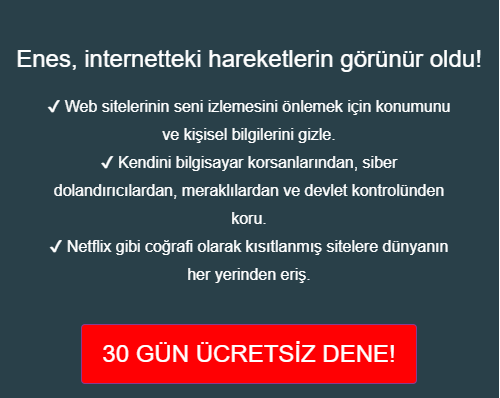 Enes, internetteki hareketlerin görünür oldu!
✔ Web sitelerinin seni izlemesini önlemek için konumunu
ve kişisel bilgilerini gizle.
✔ Kendini bilgisayar korsanlarından, siber
dolandırıcılardan, meraklılardan ve devlet kontrolünden
koru.
✔ Netflix gibi coğrafi olarak kısıtlanmış sitelere dünyanın
her yerinden eriş.
30 GÜN ÜCRETSİZ DENE!